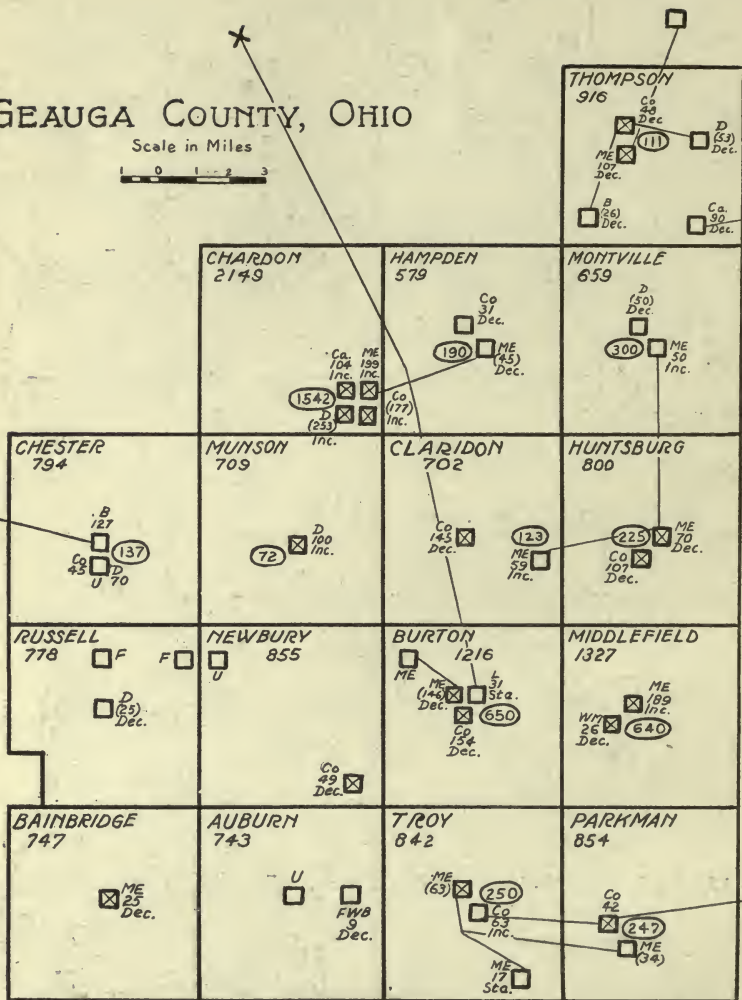 GEAUGA COUNTY, OHIO
Scale in Miles
1 0 1 2 3
THOMPSON
916
Co
48
Dec
D
(53)
Dec.
111
ME
107
Dec.
B
(26)
Dec.
Ca.
90
Dec.
CHARDON
2149
Ca.
104
Inc.
ME
199
Inc.
1542
D
(253)
Inc.
Co
(177)
Inc.
HAMPDEN
579
Co
31
Dec.
190
ME
(45)
Dec.
MONTVILLE
659
D
(50)
Dec.
300
ME
50
Inc.
CHESTER
794
B
127
137
Co
45
U
D
70
MUNSON
709
D
100
Inc.
72
CLARIDON
702
Co
145
Dec.
123
ME
59
Inc.
HUNTSBURG
800
225
ME
70
Dec.
Co
107
Dec.
RUSSELL
778
F
F
D
(25)
Dec.
NEWBURY
855
U
Co
49
Dec.
BURTON
1216
ME
ME
(146)
Dec.
L
31
Sta.
650
Co
154
Dec.
MIDDLEFIELD
1327
ME
189
Inc.
WM
26
Dec.
640
BAINBRIDGE
747
ME
25
Dec.
AUBURN
743
U
FWB
9
Dec.
TROY
842
ME
(63)
250
Co
63
Inc.
ME
17
Sta.
PARKMAN
854
Co
42
247
ME
(34)